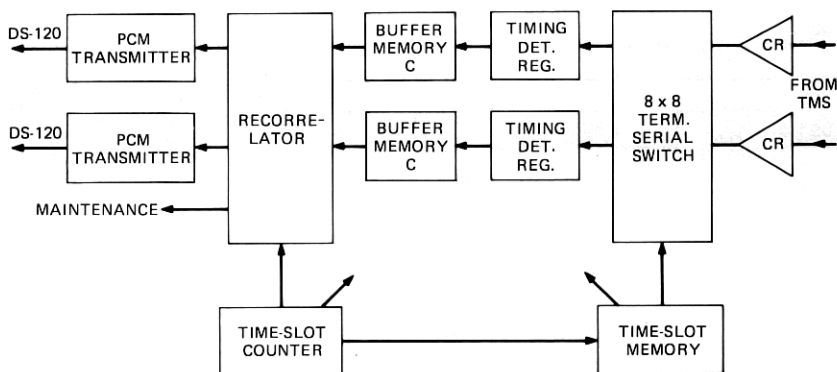 DS-120
PCM
TRANSMITTER
BUFFER
MEMORY
C
TIMING
DET.
REG.
CR
FROM
TMS
8 x 8
TERM.
SERIAL
SWITCH
RECORRE-
LATOR
DS-120
PCM
TRANSMITTER
BUFFER
MEMORY
C
TIMING
DET.
REG.
CR
MAINTENANCE
TIME-SLOT
COUNTER
TIME-SLOT
MEMORY